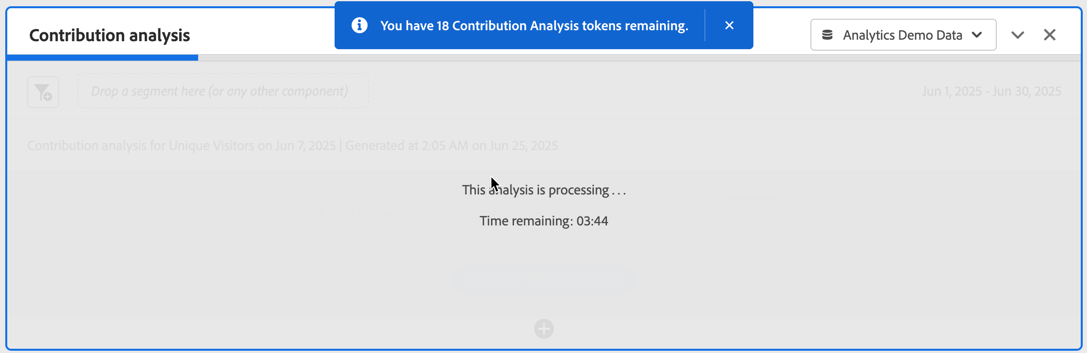 You have 18 Contribution Analysis tokens remaining.
Contribution analysis
Analytics Demo Data
Drop a segment here (or any other component)
Jun 1, 2025 - Jun 30, 2025
Contribution analysis for Unique Visitors on Jun 7, 2025 | Generated at 2:05 AM on Jun 25, 2025
This analysis is processing . . .
Time remaining: 03:44